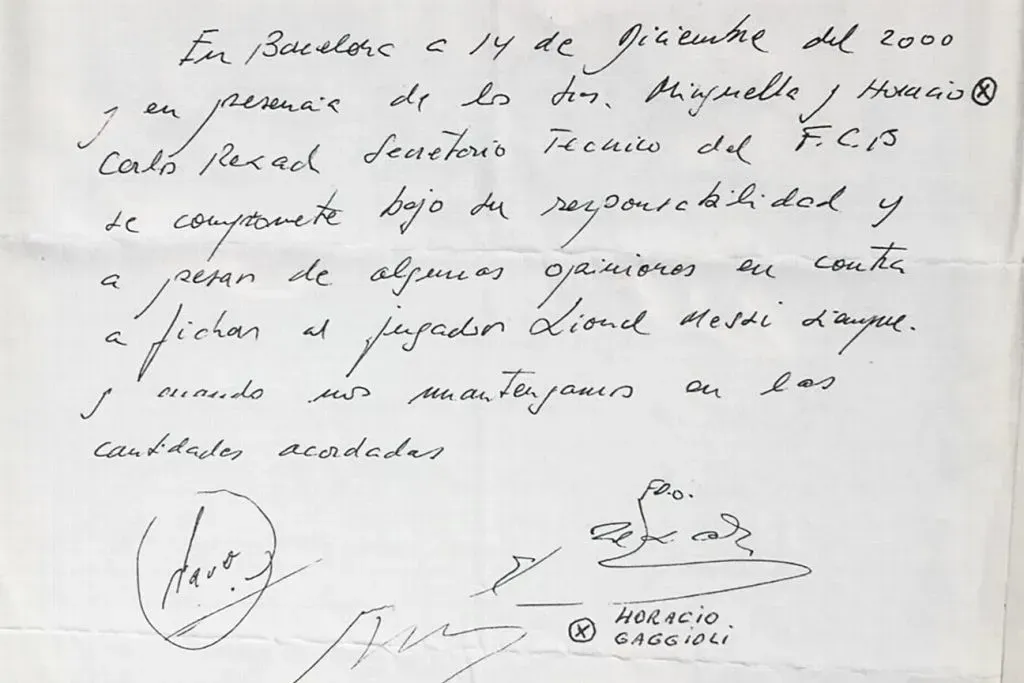 En Barcelona a 14 de Diciembre del 2000
y en presencia de los Srs. Minguella y Horacio ⓧ
Carlos Rexach Secretario Tecnico del F.C.B
se compromete bajo su responsabilidad y
a pesar de algunas opiniones en contra
a fichar al jugador Lionel Messi siempre.
y cuando nos mantengamos en las
cantidades acordadas
Fdo.
Rexach
ⓧ HORACIO
GAGGIOLI